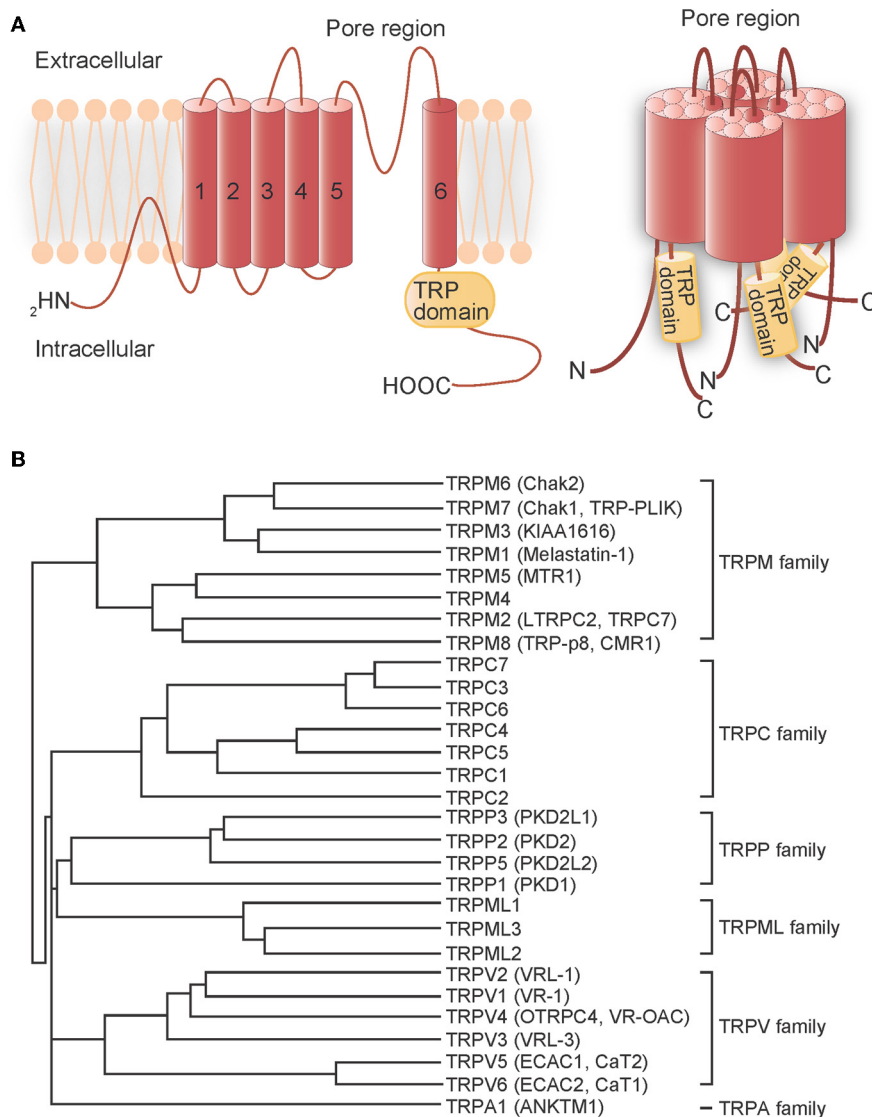 A
Pore region
Extracellular
1 2 3 4 5 6
₂HN
TRP
domain
Intracellular
HOOC
Pore region
TRP
domain
TRP
domain
TRP
do
C
C
N
N
N
C
C
B
TRPM6 (Chak2)
TRPM7 (Chak1, TRP-PLIK)
TRPM3 (KIAA1616)
TRPM1 (Melastatin-1)
TRPM5 (MTR1)
TRPM4
TRPM2 (LTRPC2, TRPC7)
TRPM8 (TRP-p8, CMR1)
TRPM family
TRPC7
TRPC3
TRPC6
TRPC4
TRPC5
TRPC1
TRPC2
TRPC family
TRPP3 (PKD2L1)
TRPP2 (PKD2)
TRPP5 (PKD2L2)
TRPP1 (PKD1)
TRPP family
TRPML1
TRPML3
TRPML2
TRPML family
TRPV2 (VRL-1)
TRPV1 (VR-1)
TRPV4 (OTRPC4, VR-OAC)
TRPV3 (VRL-3)
TRPV5 (ECAC1, CaT2)
TRPV6 (ECAC2, CaT1)
TRPV family
TRPA1 (ANKTM1)
TRPA family